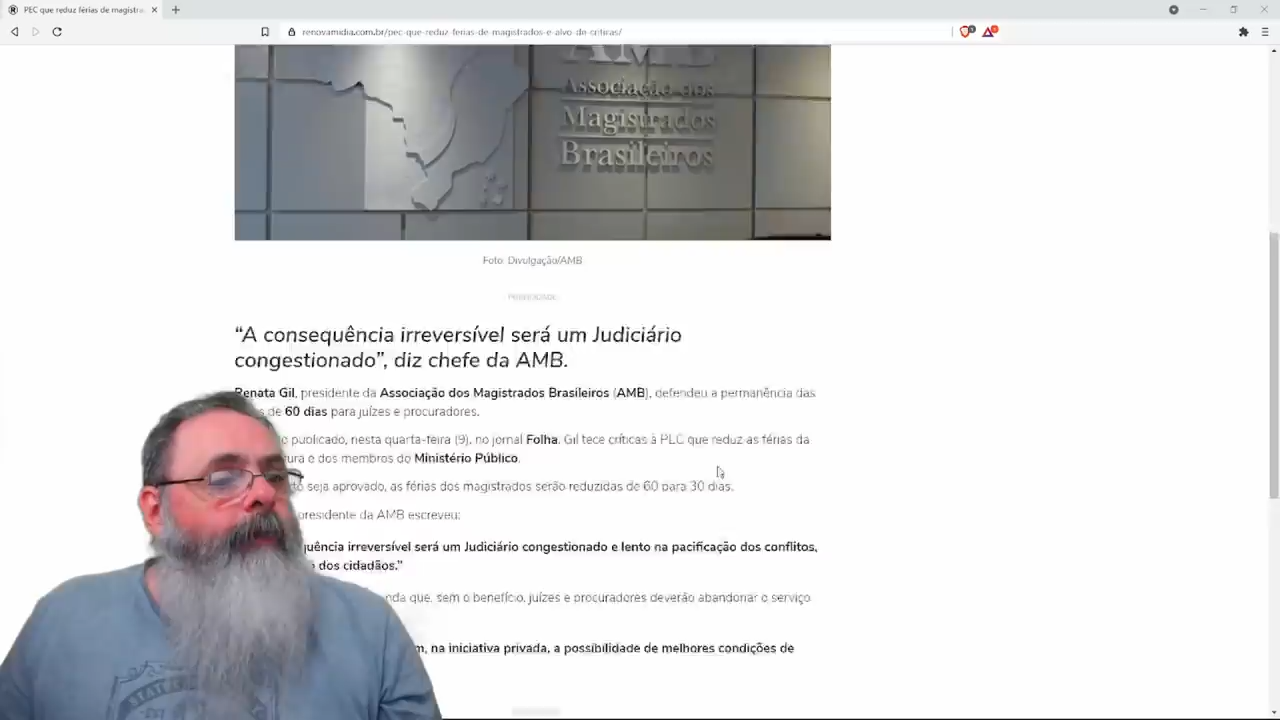 PEC que reduz férias de magistra
renovamidia.com.br/pec-que-reduz-ferias-de-magistrados-e-alvo-de-criticas/
AMB
Associação dos
Magistrados
Brasileiros
Foto: Divulgação/AMB
“A consequência irreversível será um Judiciário
congestionado”, diz chefe da AMB.
Renata Gil, presidente da Associação dos Magistrados Brasileiros (AMB), defendeu a permanência das
de 60 dias para juízes e procuradores.
publicado, nesta quarta-feira (9), no jornal Folha, Gil tece críticas à PEC que reduz as férias da
e dos membros do Ministério Público.
seja aprovado, as férias dos magistrados serão reduzidas de 60 para 30 dias.
presidente da AMB escreveu:
quência irreversível será um Judiciário congestionado e lento na pacificação dos conflitos,
dos cidadãos.”
que, sem o benefício, juízes e procuradores deverão abandonar o serviço
m, na iniciativa privada, a possibilidade de melhores condições de